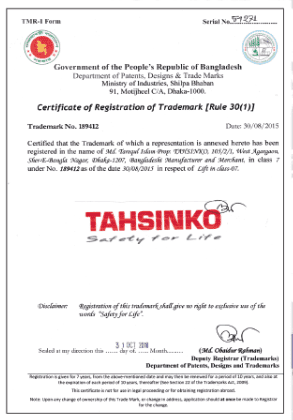 TMR-1 Form
Serial No.
Government of the People's Republic of Bangladesh
Department of Patents, Designs & Trade Marks
Ministry of Industries, Shilpa Bhaban
91, Motijheel C/A, Dhaka-1000.
Certificate of Registration of Trademark [Rule 30(1)]
Trademark No. 189412
Date: 30/08/2015
Certified that the Trademark of which a representation is annexed hereto has been
registered in the name of Md. Tarequl Islam Prop: TAHSINKO, 103/2/1, West Agargaon,
Sher-E-Bangla Nagar, Dhaka-1207, Bangladesh Manufacturer and Merchant, in class 7
under No. 189412 as of the date 30/08/2015 in respect of Lift in class-07.
TAHSINKO
Safety for Life
Disclaimer: Registration of this trademark shall give no right to exclusive use of the
words "Safety for Life".
Sealed at my direction this 31 OCT day of Month
(Md. Obaidur Rahman)
Deputy Registrar (Trademarks)
Department of Patents, Designs and Trademarks
Registration is for 7 years, from the above-mentioned date and may then be renewed for a period of 10 years, and also at
the expiration of each period of 10 years, thereafter (See Section 22 of the Trademarks Act, 2009).
This certificate is not for use in legal proceedings or for obtaining registration abroad.
Note: Upon any change of ownership of this Trade Mark, or change in address, application should at once be made to Registrar
for the change.